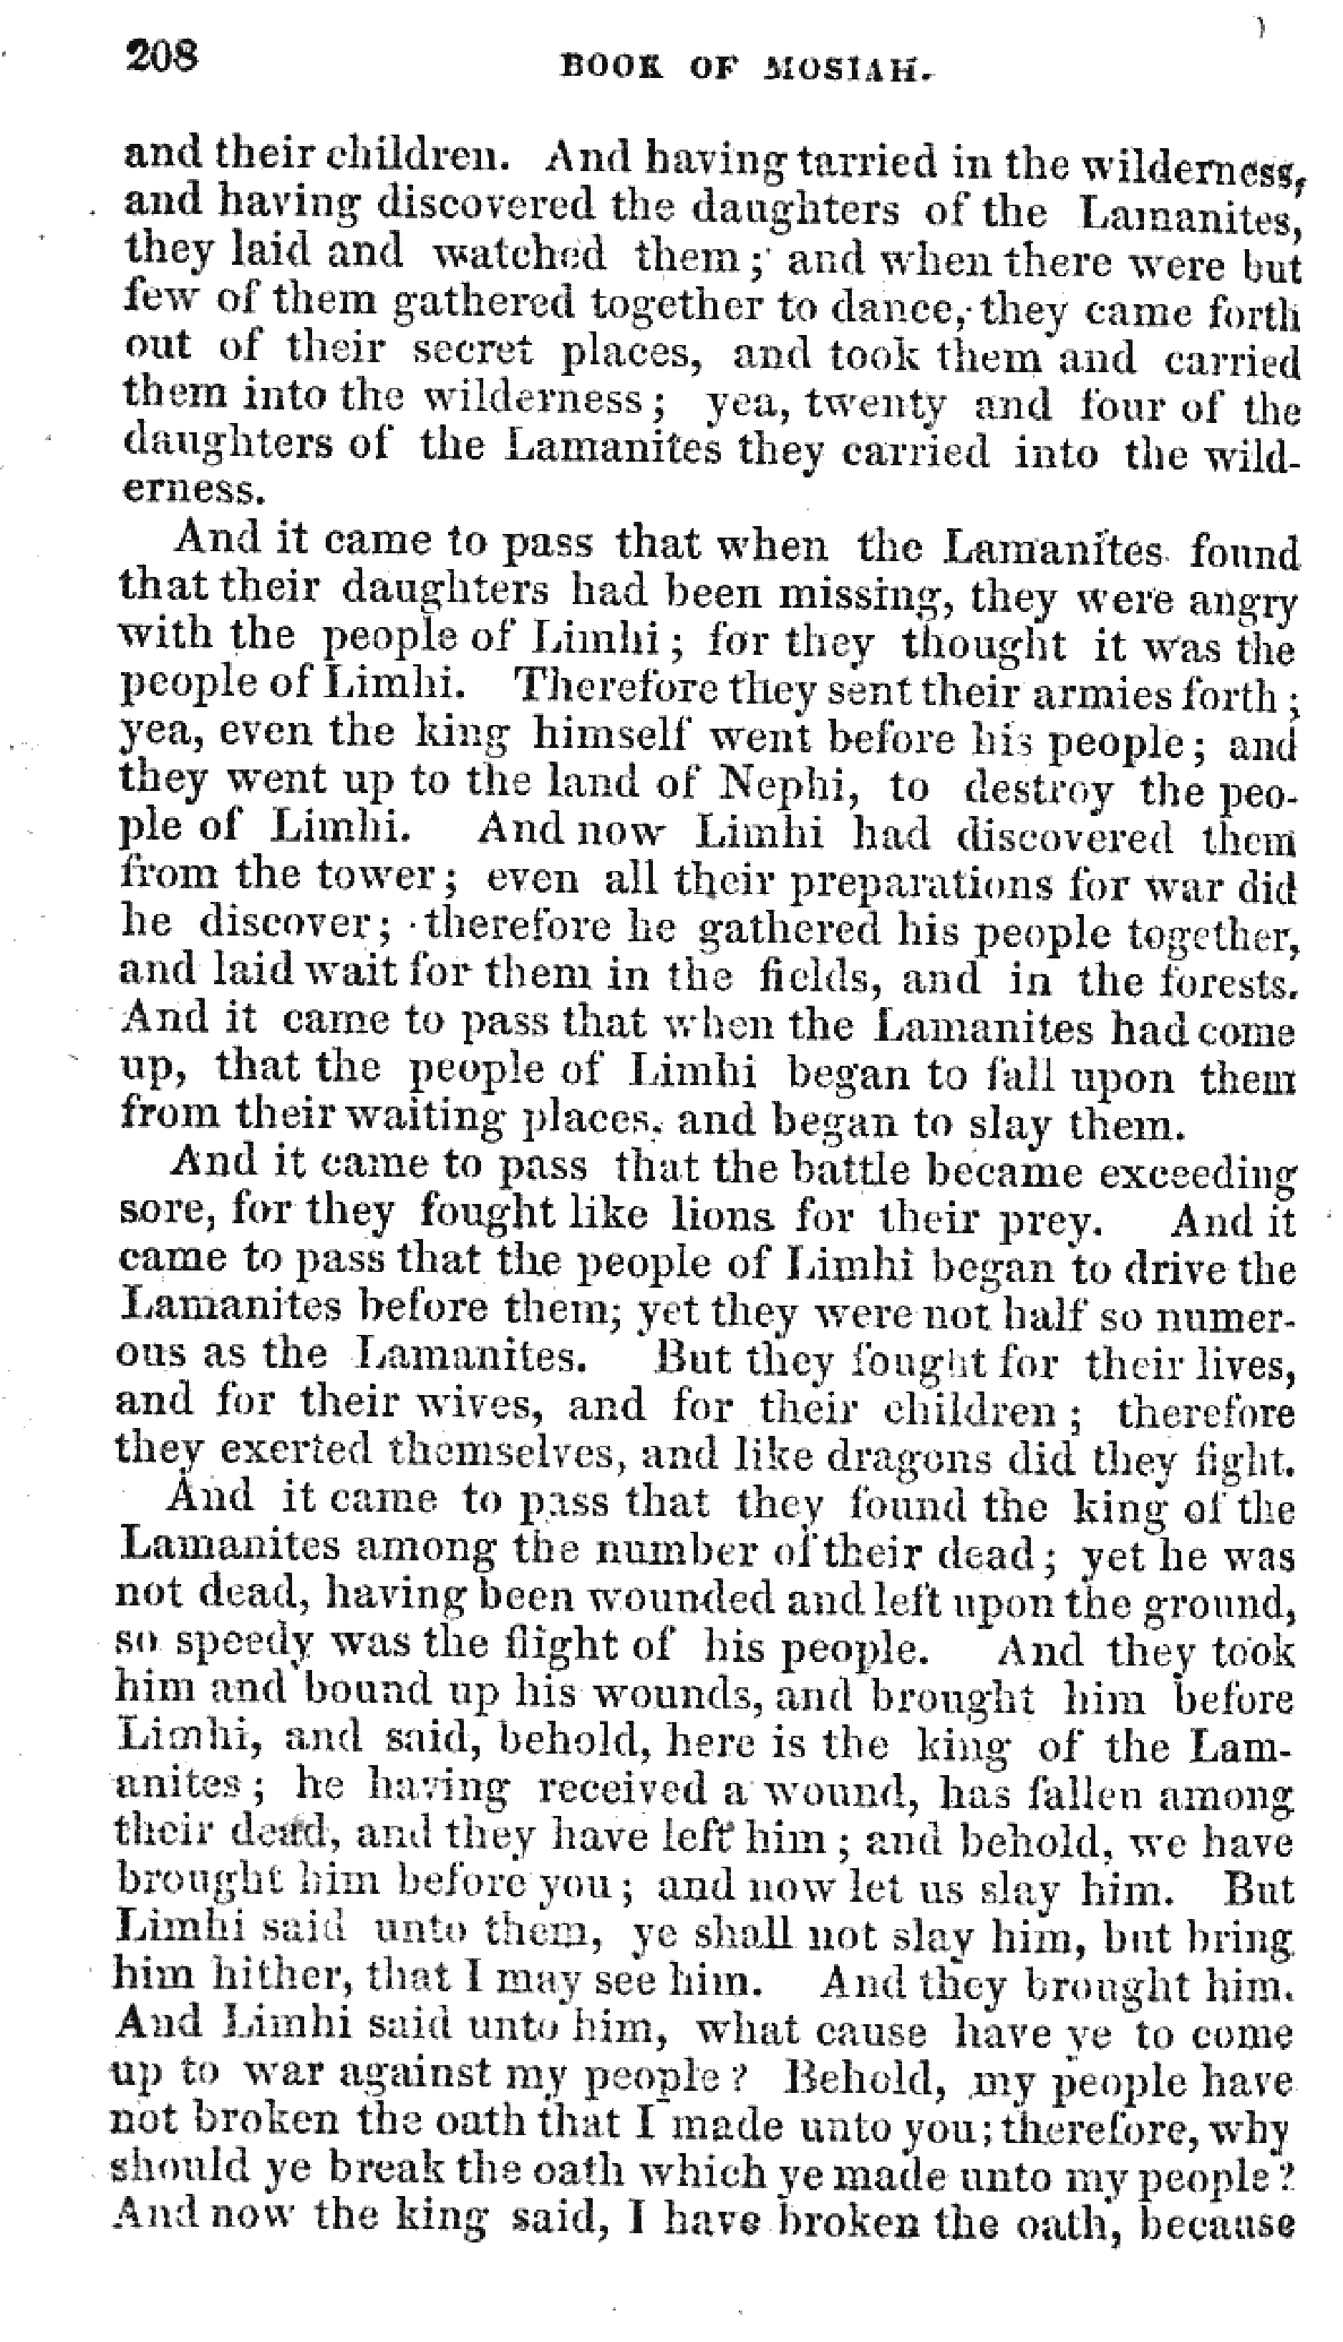 208
BOOK OF MOSIAH.
and their children. And having tarried in the wilderness,
and having discovered the daughters of the Lamanites,
they laid and watched them; and when there were but
few of them gathered together to dance, they came forth
out of their secret places, and took them and carried
them into the wilderness; yea, twenty and four of the
daughters of the Lamanites they carried into the wild-
erness.
And it came to pass that when the Lamanites found
that their daughters had been missing, they were angry
with the people of Limhi; for they thought it was the
people of Limhi. Therefore they sent their armies forth;
yea, even the king himself went before his people; and
they went up to the land of Nephi, to destroy the peo-
ple of Limhi. And now Limhi had discovered them
from the tower; even all their preparations for war did
he discover; therefore he gathered his people together,
and laid wait for them in the fields, and in the forests.
And it came to pass that when the Lamanites had come
up, that the people of Limhi began to fall upon them
from their waiting places, and began to slay them.
And it came to pass that the battle became exceeding
sore, for they fought like lions for their prey. And it
came to pass that the people of Limhi began to drive the
Lamanites before them; yet they were not half so numer-
ous as the Lamanites. But they fought for their lives,
and for their wives, and for their children; therefore
they exerted themselves, and like dragons did they fight.
And it came to pass that they found the king of the
Lamanites among the number of their dead; yet he was
not dead, having been wounded and left upon the ground,
so speedy was the flight of his people. And they took
him and bound up his wounds, and brought him before
Limhi, and said, behold, here is the king of the Lam-
anites; he having received a wound, has fallen among
their dead, and they have left him; and behold, we have
brought him before you; and now let us slay him. But
Limhi said unto them, ye shall not slay him, but bring
him hither, that I may see him. And they brought him.
And Limhi said unto him, what cause have ye to come
up to war against my people? Behold, my people have
not broken the oath that I made unto you; therefore, why
should ye break the oath which ye made unto my people?
And now the king said, I have broken the oath, because